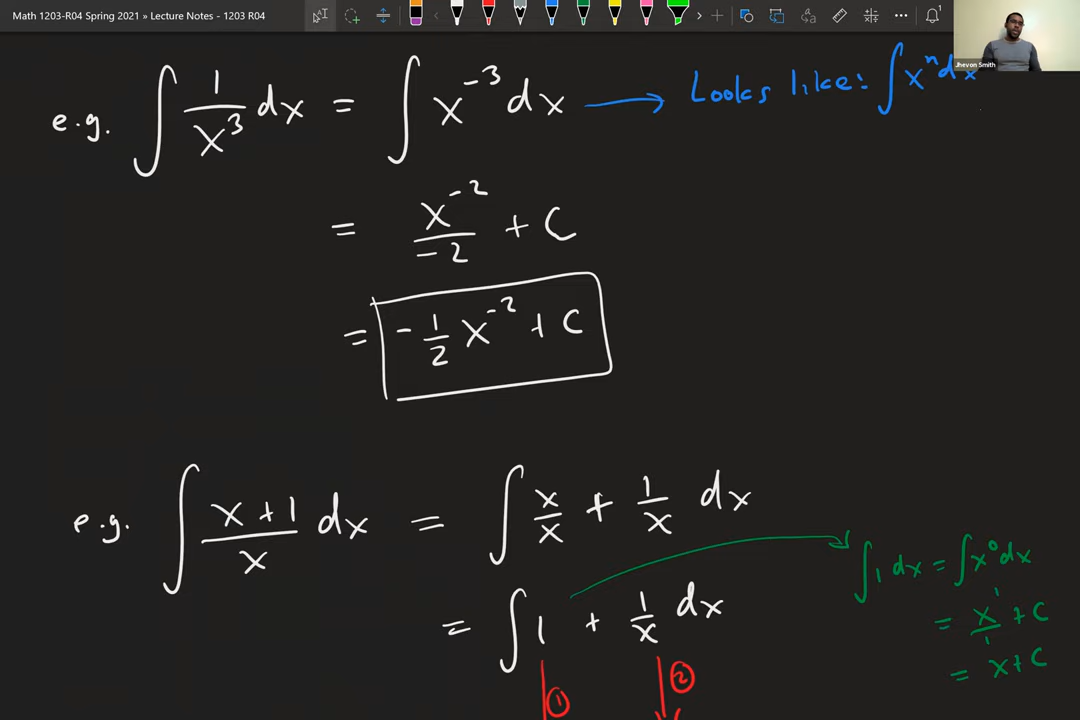 Math 1203-R04 Spring 2021 » Lecture Notes - 1203 R04
Jhevon Smith
e.g. ∫ 1/x³ dx = ∫ x⁻³ dx → Looks like: ∫ xⁿ dx
= x⁻²/-2 + C
= -1/2 x⁻² + C
e.g. ∫ (x+1)/x dx = ∫ x/x + 1/x dx
= ∫ 1 + 1/x dx
① ②
∫ 1 dx = ∫ x⁰ dx
= x¹/1 + C
= x + C